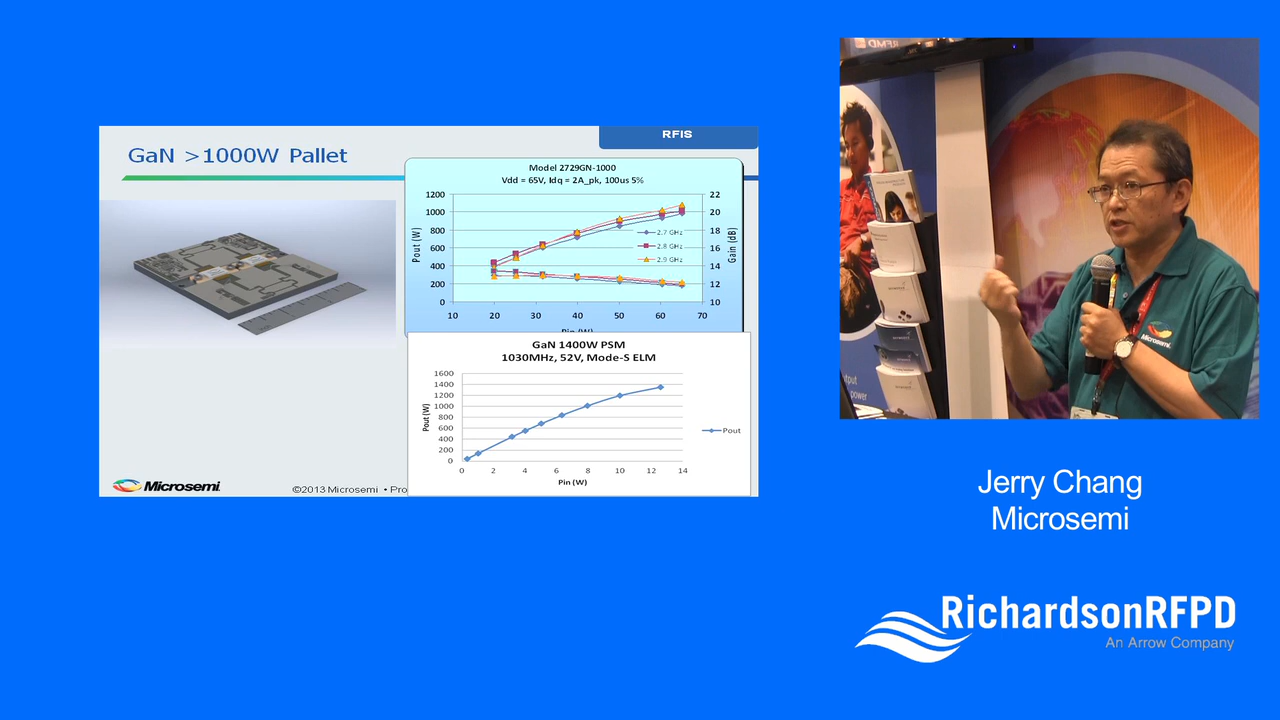 RFIS
GaN >1000W Pallet
Model 2729GN-1000
Vdd = 65V, Idq = 2A_pk, 100us 5%
1200
1000
800
600
400
200
0
Pout (W)
22
20
18
16
14
12
10
Gain (dB)
2.7 GHz
2.8 GHz
2.9 GHz
10 20 30 40 50 60 70
Pin (W)
GaN 1400W PSM
1030MHz, 52V, Mode-S ELM
1600
1400
1200
1000
800
600
400
200
0
Pout (W)
Pout
0 2 4 6 8 10 12 14
Pin (W)
Microsemi
©2013 Microsemi • Pro
RFMD
output
power
Microsemi
Jerry Chang
Microsemi
RichardsonRFPD
An Arrow Company